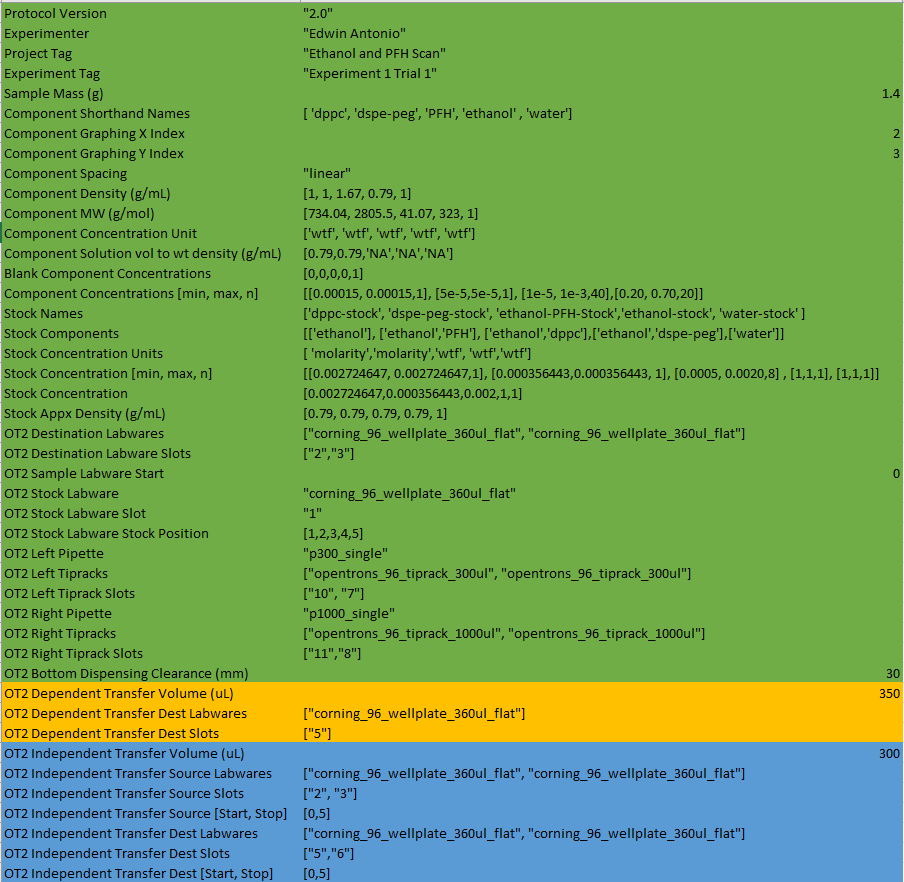 Protocol Version "2.0"
Experimenter "Edwin Antonio"
Project Tag "Ethanol and PFH Scan"
Experiment Tag "Experiment 1 Trial 1"
Sample Mass (g) 1.4
Component Shorthand Names [ 'dppc', 'dspe-peg', 'PFH', 'ethanol' , 'water']
Component Graphing X Index 2
Component Graphing Y Index 3
Component Spacing "linear"
Component Density (g/mL) [1, 1, 1.67, 0.79, 1]
Component MW (g/mol) [734.04, 2805.5, 41.07, 323, 1]
Component Concentration Unit ['wtf', 'wtf', 'wtf', 'wtf', 'wtf']
Component Solution vol to wt density (g/mL) [0.79,0.79,'NA','NA','NA']
Blank Component Concentrations [0,0,0,0,1]
Component Concentrations [min, max, n] [[0.00015, 0.00015,1], [5e-5,5e-5,1], [1e-5, 1e-3,40],[0.20, 0.70,20]]
Stock Names ['dppc-stock', 'dspe-peg-stock', 'ethanol-PFH-Stock','ethanol-stock', 'water-stock' ]
Stock Components [['ethanol'], ['ethanol','PFH'], ['ethanol','dppc'],['ethanol','dspe-peg'],['water']]
Stock Concentration Units [ 'molarity','molarity','wtf', 'wtf','wtf']
Stock Concentration [min, max, n] [[0.002724647, 0.002724647,1], [0.000356443,0.000356443, 1], [0.0005, 0.0020,8] , [1,1,1], [1,1,1]]
Stock Concentration [0.002724647,0.000356443,0.002,1,1]
Stock Appx Density (g/mL) [0.79, 0.79, 0.79, 0.79, 1]
OT2 Destination Labwares ["corning_96_wellplate_360ul_flat", "corning_96_wellplate_360ul_flat"]
OT2 Destination Labware Slots ["2","3"]
OT2 Sample Labware Start 0
OT2 Stock Labware "corning_96_wellplate_360ul_flat"
OT2 Stock Labware Slot "1"
OT2 Stock Labware Stock Position [1,2,3,4,5]
OT2 Left Pipette "p300_single"
OT2 Left Tipracks ["opentrons_96_tiprack_300ul", "opentrons_96_tiprack_300ul"]
OT2 Left Tiprack Slots ["10", "7"]
OT2 Right Pipette "p1000_single"
OT2 Right Tipracks ["opentrons_96_tiprack_1000ul", "opentrons_96_tiprack_1000ul"]
OT2 Right Tiprack Slots ["11","8"]
OT2 Bottom Dispensing Clearance (mm) 30
OT2 Dependent Transfer Volume (uL) 350
OT2 Dependent Transfer Dest Labwares ["corning_96_wellplate_360ul_flat"]
OT2 Dependent Transfer Dest Slots ["5"]
OT2 Independent Transfer Volume (uL) 300
OT2 Independent Transfer Source Labwares ["corning_96_wellplate_360ul_flat", "corning_96_wellplate_360ul_flat"]
OT2 Independent Transfer Source Slots ["2", "3"]
OT2 Independent Transfer Source [Start, Stop] [0,5]
OT2 Independent Transfer Dest Labwares ["corning_96_wellplate_360ul_flat", "corning_96_wellplate_360ul_flat"]
OT2 Independent Transfer Dest Slots ["5","6"]
OT2 Independent Transfer Dest [Start, Stop] [0,5]